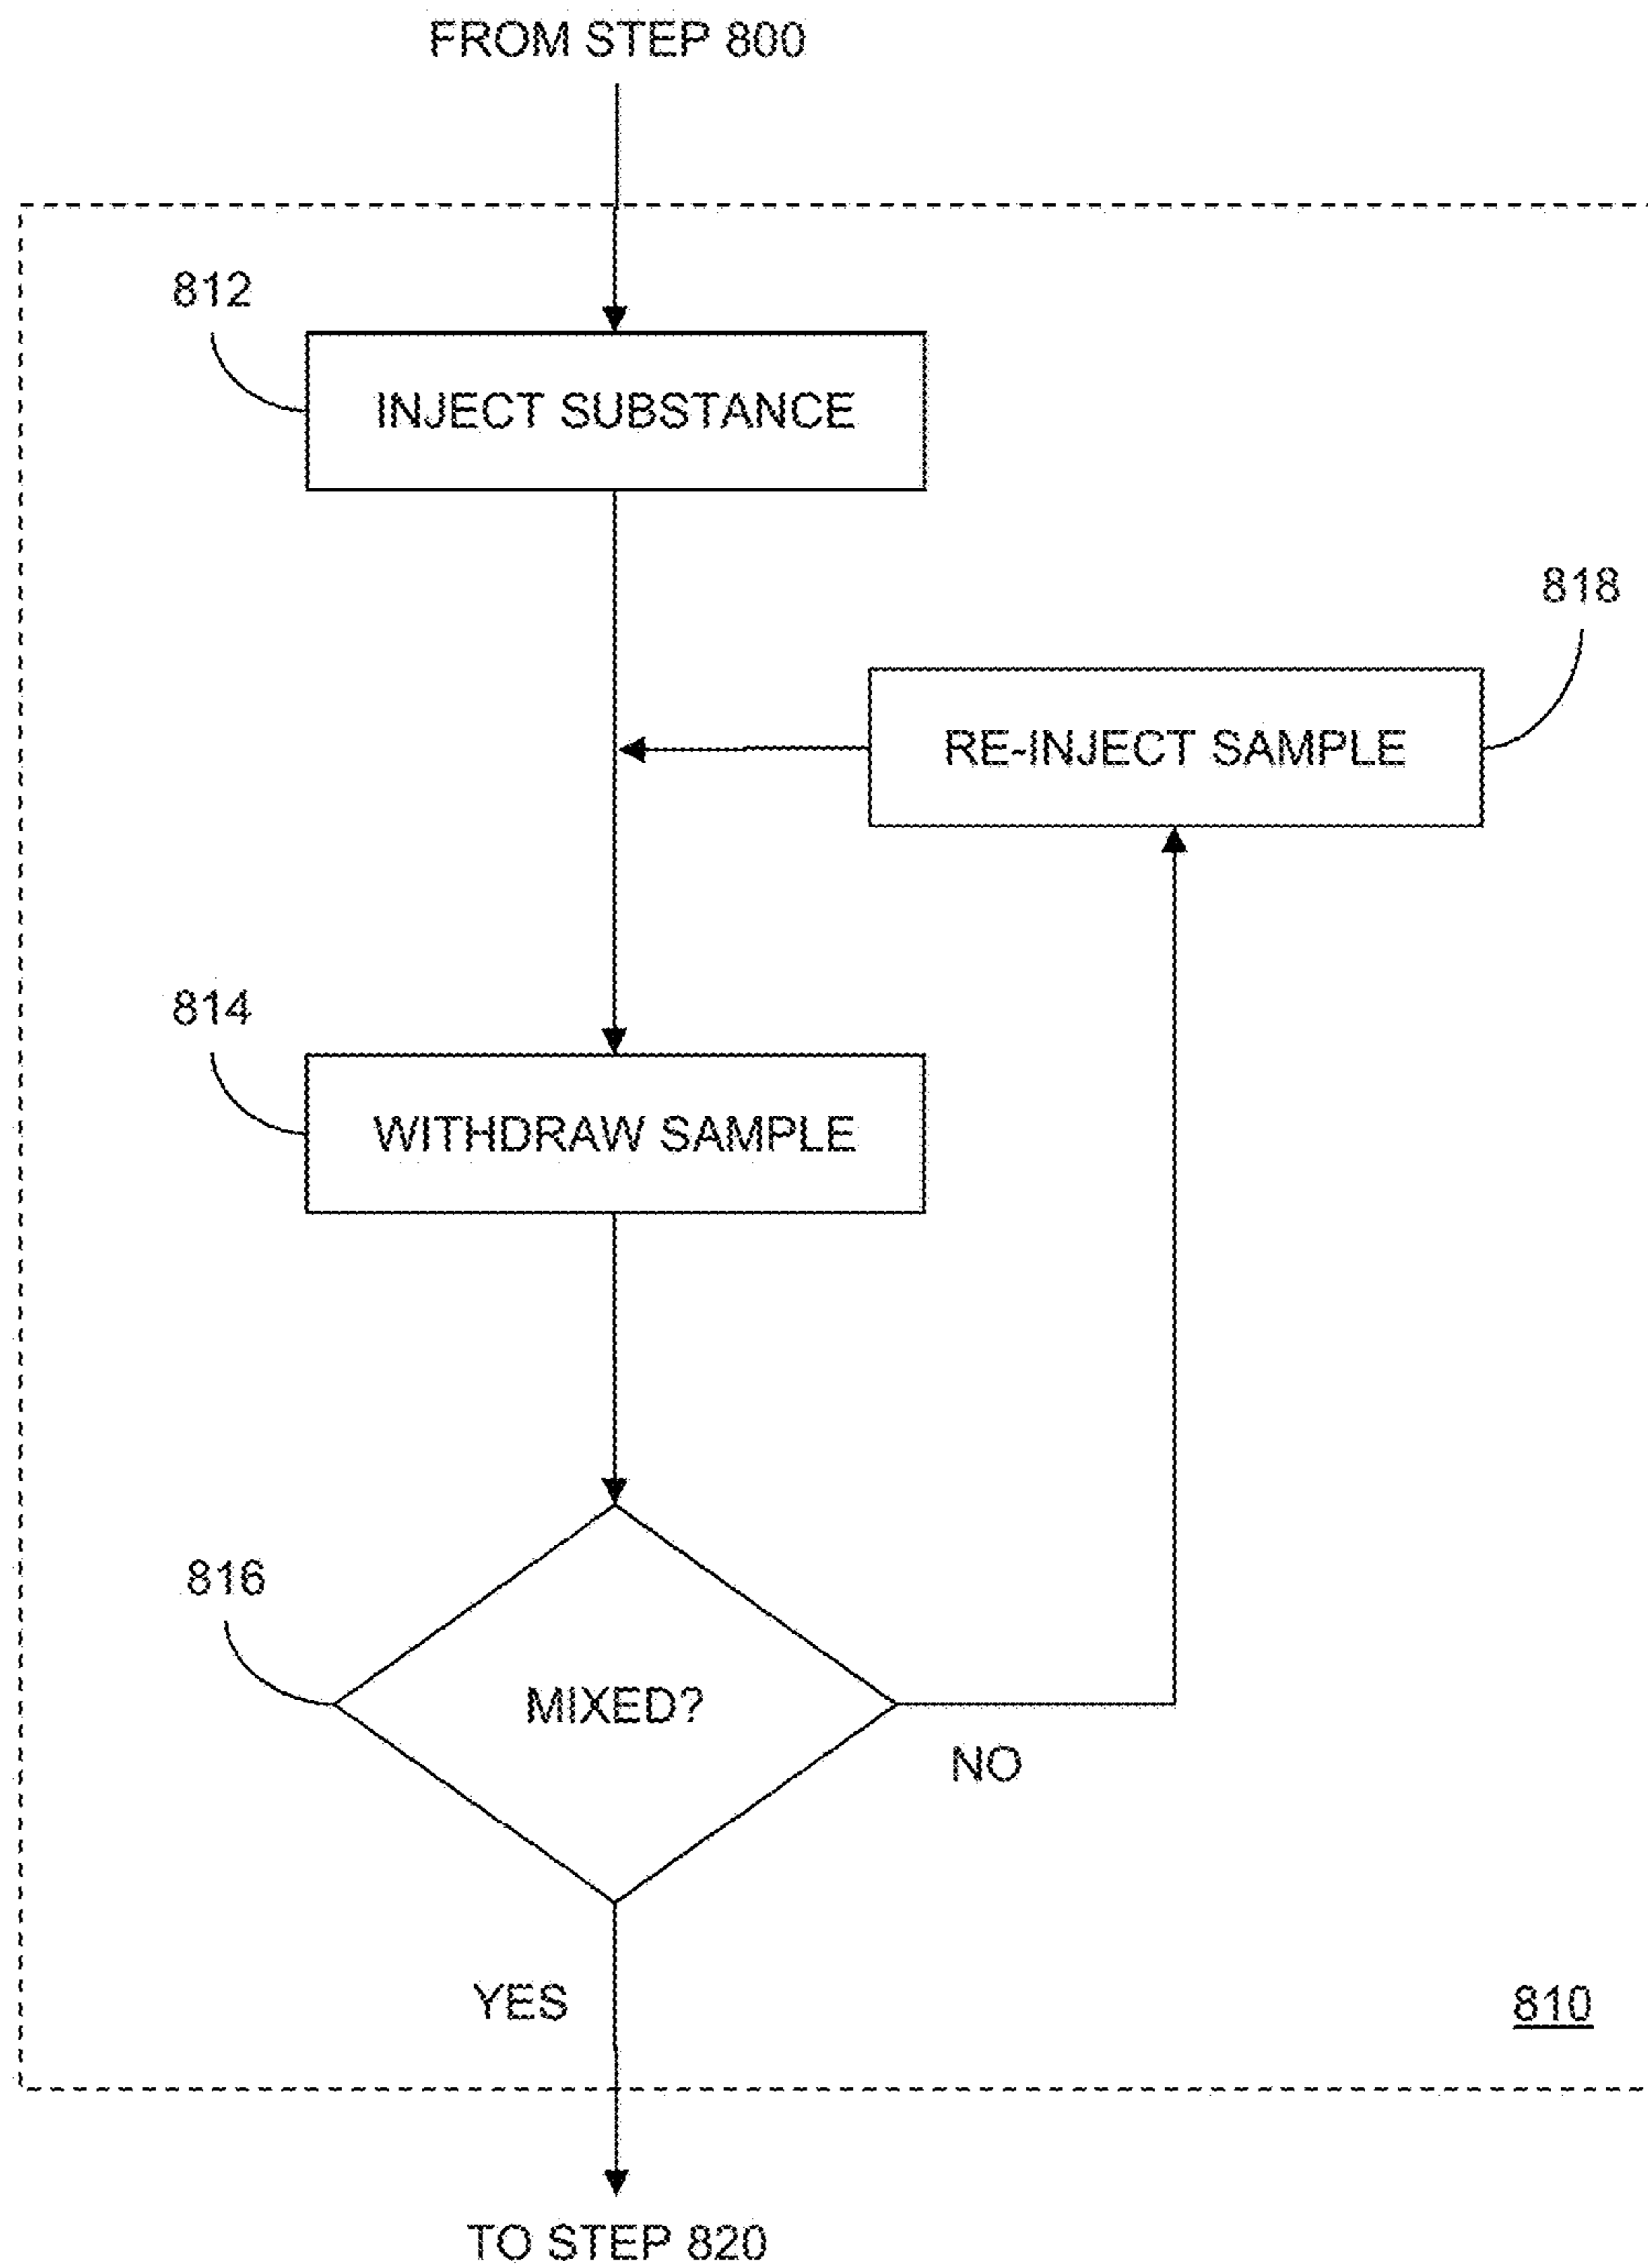 FROM STEP 800
812
INJECT SUBSTANCE
818
RE-INJECT SAMPLE
814
WITHDRAW SAMPLE
816
MIXED?
NO
YES
810
TO STEP 820